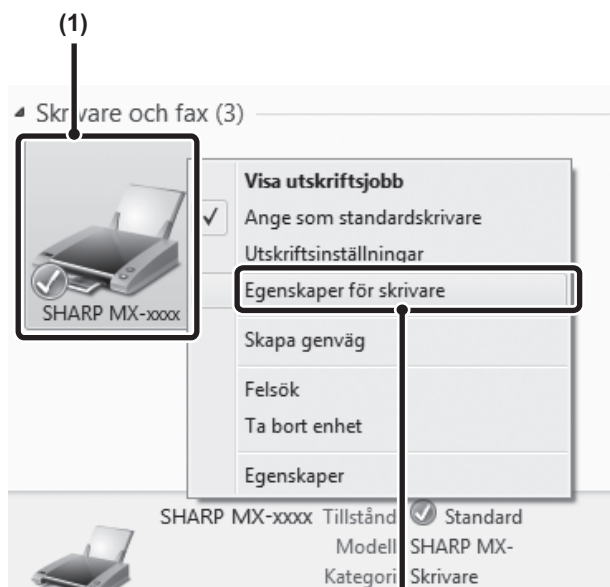 (1)
Skrivare och fax (3)
Visa utskriftsjobb
Ange som standardskrivare
Utskriftsinställningar
Egenskaper för skrivare
SHARP MX-xxxx
Skapa genväg
Felsök
Ta bort enhet
Egenskaper
SHARP MX-xxxx Tillstånd Standard
Modell SHARP MX-
Kategori Skrivare